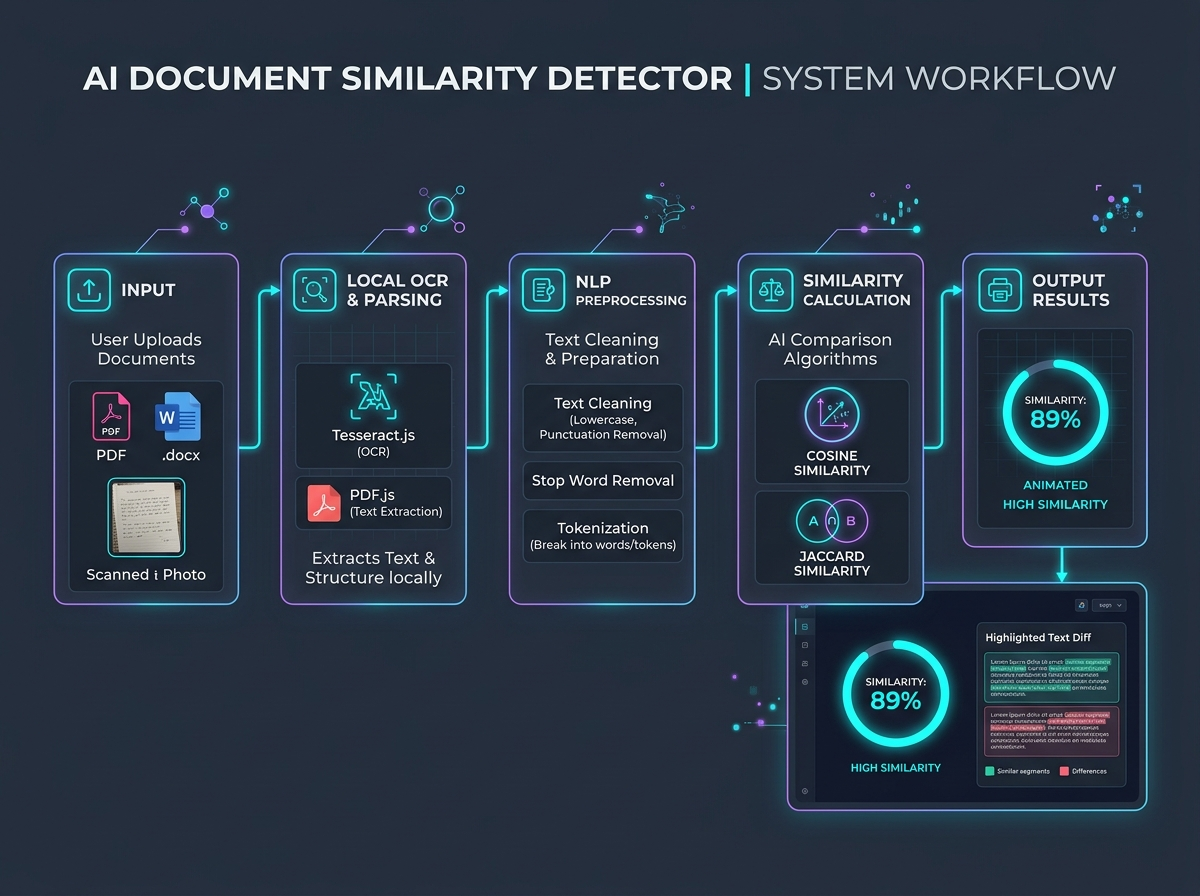 AI DOCUMENT SIMILARITY DETECTOR | SYSTEM WORKFLOW
INPUT
User Uploads
Documents
PDF
PDF
W
.docx
Scanned i Photo
LOCAL OCR
& PARSING
Tesseract.js
(OCR)
PDF.js
(Text Extraction)
Extracts Text &
Structure locally
NLP
PREPROCESSING
Text Cleaning
& Preparation
Text Cleaning
(Lowercase,
Punctuation Removal)
Stop Word Removal
Tokenization
(Break into words/tokens)
SIMILARITY
CALCULATION
AI Comparison
Algorithms
COSINE
SIMILARITY
A ∩ B
JACCARD
SIMILARITY
OUTPUT
RESULTS
SIMILARITY:
89%
ANIMATED
HIGH SIMILARITY
SIMILARITY:
89%
HIGH SIMILARITY
Highlighted Text Diff
Similar segments
Differences